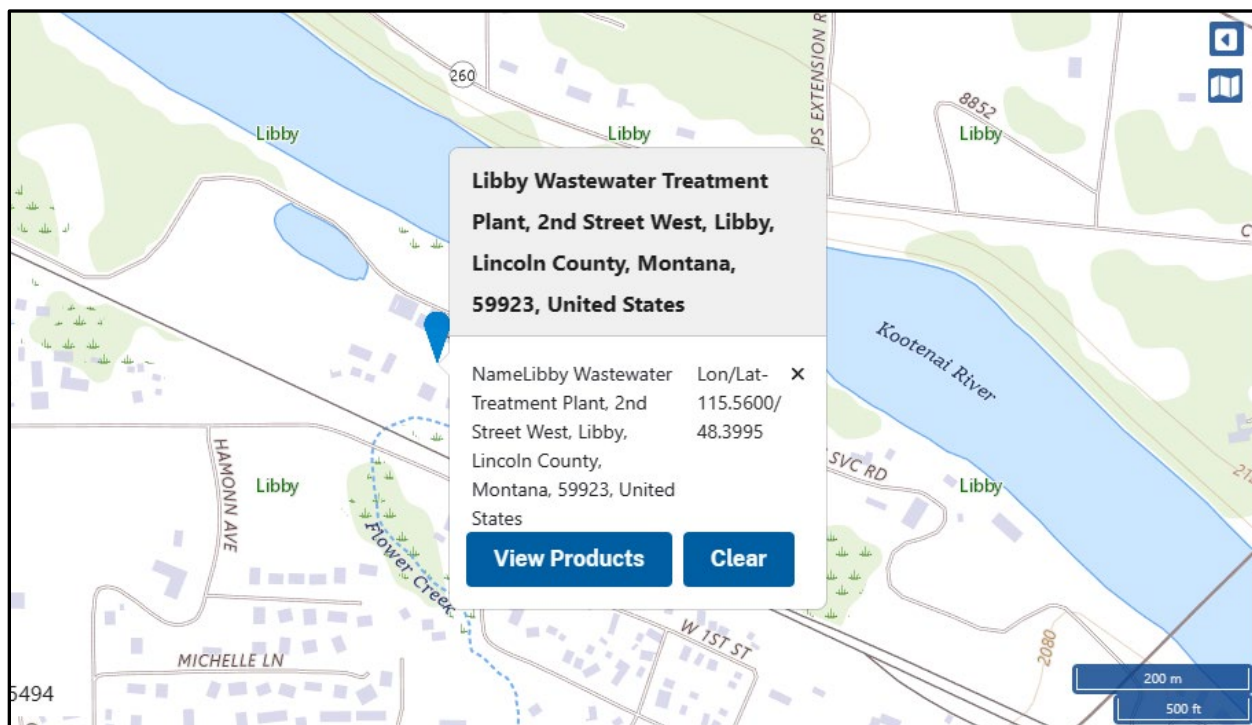 260
8852
PS EXTENSION R
Libby
Libby
Libby
Libby Wastewater Treatment
Plant, 2nd Street West, Libby,
Lincoln County, Montana,
59923, United States
C
Kootenai River
NameLibby Wastewater
Treatment Plant, 2nd
Street West, Libby,
Lincoln County,
Montana, 59923, United
States
Lon/Lat-
115.5600/
48.3995
×
HAMONN AVE
Libby
SVC RD
Libby
212
Flower Creek
View Products
Clear
W 1ST ST
2080
MICHELLE LN
5494
200 m
500 ft